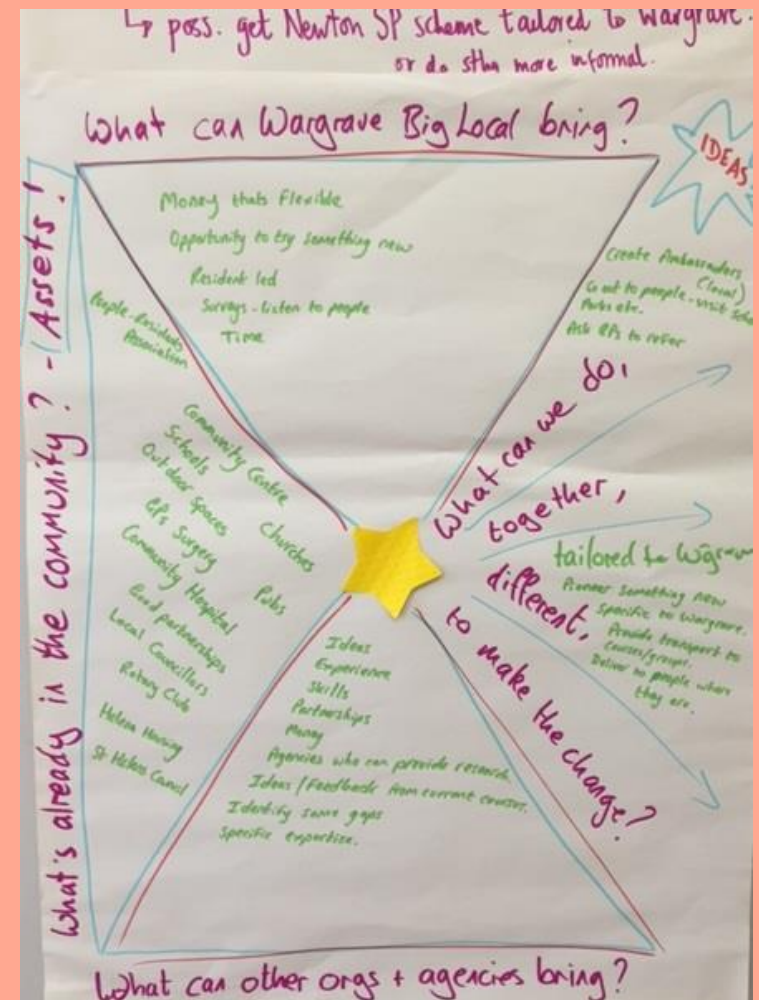 ↳ poss. get Newton SP scheme tailored to Wargrave.
or do sthn more informal.
What can Wargrave Big Local bring?
IDEAS
Money thats flexible
Opportunity to try something new
Resident led
Surveys - listen to people
Time
What's already in the community? - (Assets!
People - Residents
Association
Community Centre
Schools
Outdoor Spaces
Churches
GPs Surgery
Community Hospital
Pubs
Good partnerships
Local Councillors
Rotary Club
Helena Housing
St Helens Council
Create Ambassadors
(local)
Go out to people - visit
Parks etc.
Ask GPs to refer
What can we do,
together,
different,
to make the change?
tailored to
Pioneer something new
Specific to Wargrave.
Provide transport to
courses/groups.
Deliver to people where
they are.
Ideas
Experience
Skills
Partnerships
Money
Agencies who can provide research
Ideas / Feedback from current courses.
Identify some gaps
Specific expertise.
What can other orgs + agencies bring?